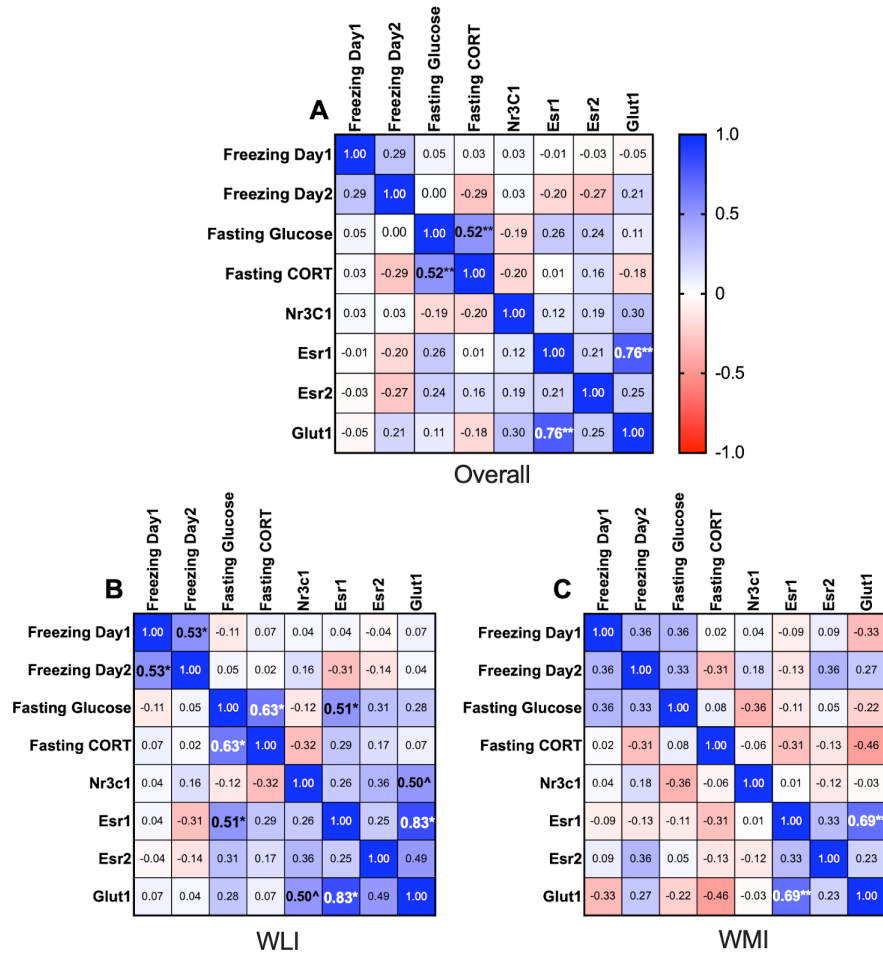 A
Freezing Day1 Freezing Day2 Fasting Glucose Fasting CORT Nr3C1 Esr1 Esr2 Glut1
Freezing Day1 1.00 0.29 0.05 0.03 0.03 -0.01 -0.03 -0.05
Freezing Day2 0.29 1.00 0.00 -0.29 0.03 -0.20 -0.27 0.21
Fasting Glucose 0.05 0.00 1.00 0.52** -0.19 0.26 0.24 0.11
Fasting CORT 0.03 -0.29 0.52** 1.00 -0.20 0.01 0.16 -0.18
Nr3C1 0.03 0.03 -0.19 -0.20 1.00 0.12 0.19 0.30
Esr1 -0.01 -0.20 0.26 0.01 0.12 1.00 0.21 0.76**
Esr2 -0.03 -0.27 0.24 0.16 0.19 0.21 1.00 0.25
Glut1 -0.05 0.21 0.11 -0.18 0.30 0.76** 0.25 1.00
1.0
0.5
0
-0.5
-1.0
Overall
B
Freezing Day1 Freezing Day2 Fasting Glucose Fasting CORT Nr3c1 Esr1 Esr2 Glut1
Freezing Day1 1.00 0.53* -0.11 0.07 0.04 0.04 -0.04 0.07
Freezing Day2 0.53* 1.00 0.05 0.02 0.16 -0.31 -0.14 0.04
Fasting Glucose -0.11 0.05 1.00 0.63* -0.12 0.51* 0.31 0.28
Fasting CORT 0.07 0.02 0.63* 1.00 -0.32 0.29 0.17 0.07
Nr3c1 0.04 0.16 -0.12 -0.32 1.00 0.26 0.36 0.50^
Esr1 0.04 -0.31 0.51* 0.29 0.26 1.00 0.25 0.83*
Esr2 -0.04 -0.14 0.31 0.17 0.36 0.25 1.00 0.49
Glut1 0.07 0.04 0.28 0.07 0.50^ 0.83* 0.49 1.00
WLI
C
Freezing Day1 Freezing Day2 Fasting Glucose Fasting CORT Nr3c1 Esr1 Esr2 Glut1
Freezing Day1 1.00 0.36 0.36 0.02 0.04 -0.09 0.09 -0.33
Freezing Day2 0.36 1.00 0.33 -0.31 0.18 -0.13 0.36 0.27
Fasting Glucose 0.36 0.33 1.00 0.08 -0.36 -0.11 0.05 -0.22
Fasting CORT 0.02 -0.31 0.08 1.00 -0.06 -0.31 -0.13 -0.46
Nr3c1 0.04 0.18 -0.36 -0.06 1.00 0.01 -0.12 -0.03
Esr1 -0.09 -0.13 -0.11 -0.31 0.01 1.00 0.33 0.69**
Esr2 0.09 0.36 0.05 -0.13 -0.12 0.33 1.00 0.23
Glut1 -0.33 0.27 -0.22 -0.46 -0.03 0.69** 0.23 1.00
WMI